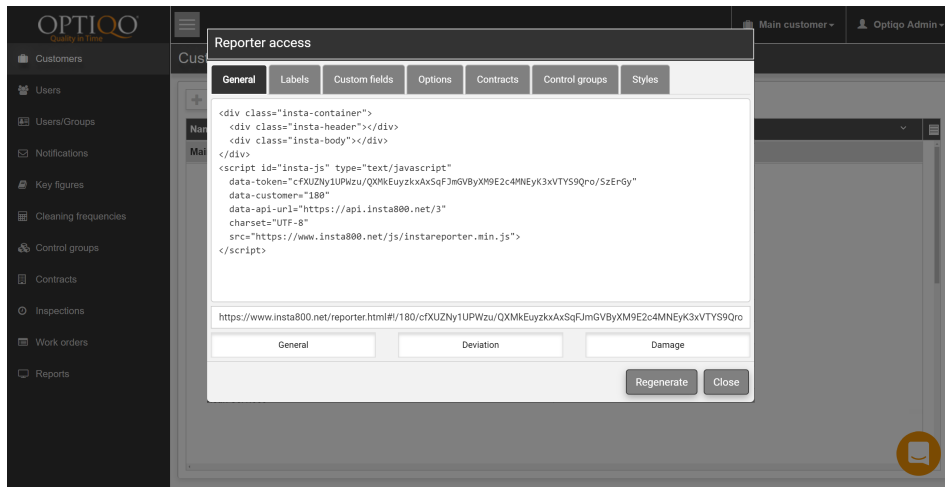 OPTIQO
Quality in Time
Main customer
Optiqo Admin
Customers
Users
Users/Groups
Notifications
Key figures
Cleaning frequencies
Control groups
Contracts
Inspections
Work orders
Reports
Reporter access
General Labels Custom fields Options Contracts Control groups Styles
<div class="insta-container">
<div class="insta-header"></div>
<div class="insta-body"></div>
</div>
<script id="insta-js" type="text/javascript"
data-token="cfXUZNy1UPWzu/QXMkEuyzkxAxSqFJmGVByXM9E2c4MNEyK3xVTYS9Qro/SzErGy"
data-customer="180"
data-api-url="https://api.insta800.net/3"
charset="UTF-8"
src="https://www.insta800.net/js/instareporter.min.js">
</script>
https://www.insta800.net/reporter.html#!/180/cfXUZNy1UPWzu/QXMkEuyzkxAxSqFJmGVByXM9E2c4MNEyK3xVTYS9Qro
General Deviation Damage
Regenerate Close